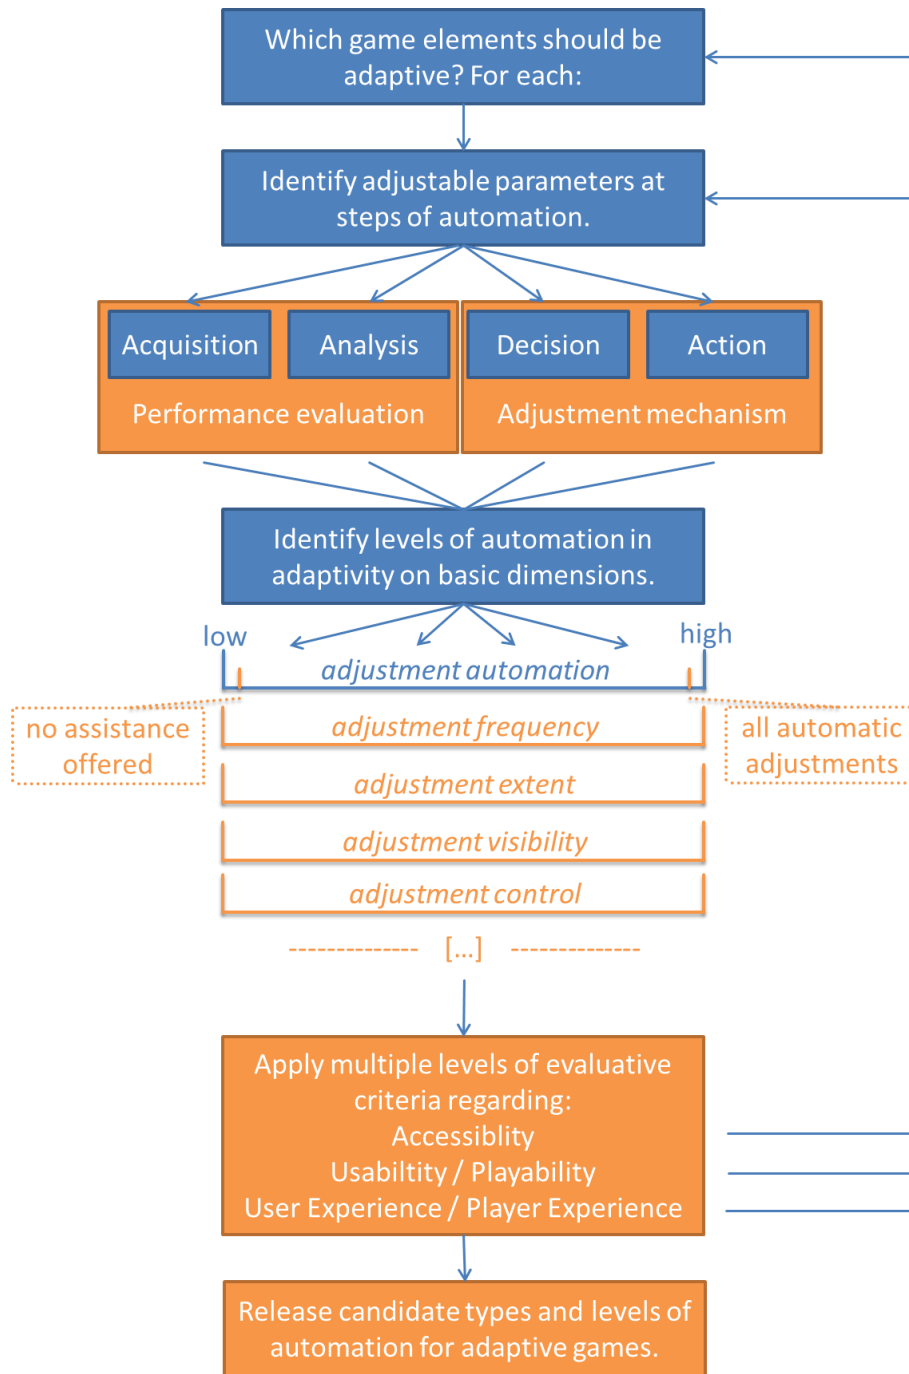 Which game elements should be
adaptive? For each:
Identify adjustable parameters at
steps of automation.
Acquisition
Analysis
Decision
Action
Performance evaluation
Adjustment mechanism
Identify levels of automation in
adaptivity on basic dimensions.
low
high
adjustment automation
no assistance
offered
all automatic
adjustments
adjustment frequency
adjustment extent
adjustment visibility
adjustment control
-------------- [...] --------------
Apply multiple levels of evaluative
criteria regarding:
Accessiblity
Usabiltity / Playability
User Experience / Player Experience
Release candidate types and levels of
automation for adaptive games.